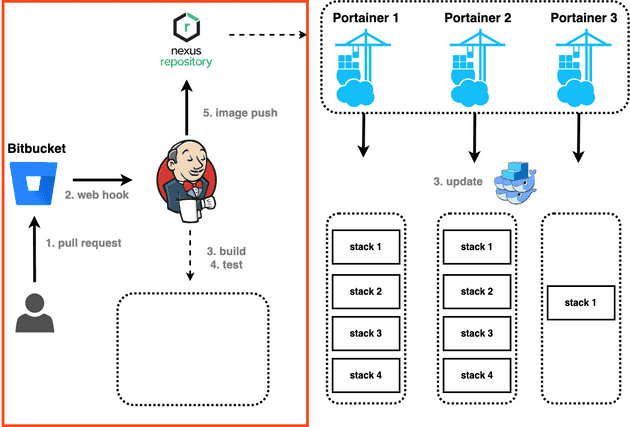 nexus
repository
5. image push
Bitbucket
2. web hook
1. pull request
3. build
4. test
Portainer 1
Portainer 2
Portainer 3
3. update
stack 1
stack 2
stack 3
stack 4
stack 1
stack 2
stack 3
stack 4
stack 1